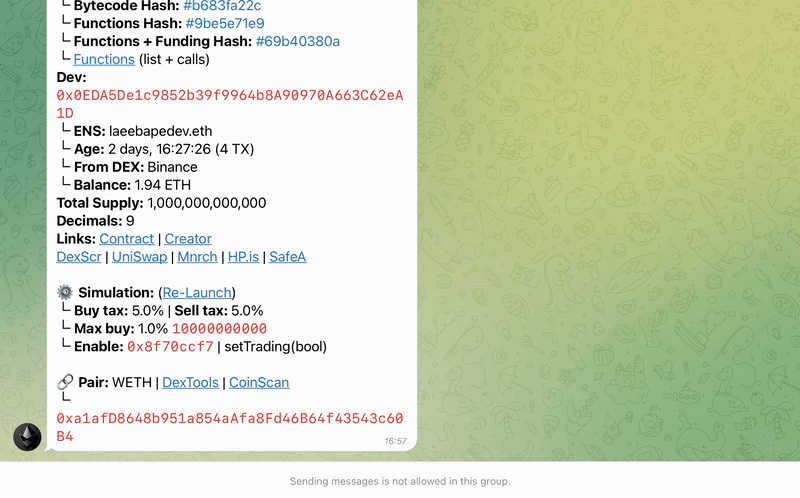 └ Bytecode Hash: #b683fa22c
└ Functions Hash: #9be5e71e9
└ Functions + Funding Hash: #69b40380a
└ Functions (list + calls)
Dev:
0x0EDA5De1c9852b39f9964b8A90970A663C62eA
1D
└ ENS: laeebapedev.eth
└ Age: 2 days, 16:27:26 (4 TX)
└ From DEX: Binance
└ Balance: 1.94 ETH
Total Supply: 1,000,000,000,000
Decimals: 9
Links: Contract | Creator
DexScr | UniSwap | Mnrch | HP.is | SafeA
⚙️ Simulation: (Re-Launch)
└ Buy tax: 5.0% | Sell tax: 5.0%
└ Max buy: 1.0% 10000000000
└ Enable: 0x8f70ccf7 | setTrading(bool)
🔗 Pair: WETH | DexTools | CoinScan
└
0xa1afD8648b951a854aAfa8Fd46B64f43543c60
B4
16:57
Sending messages is not allowed in this group.